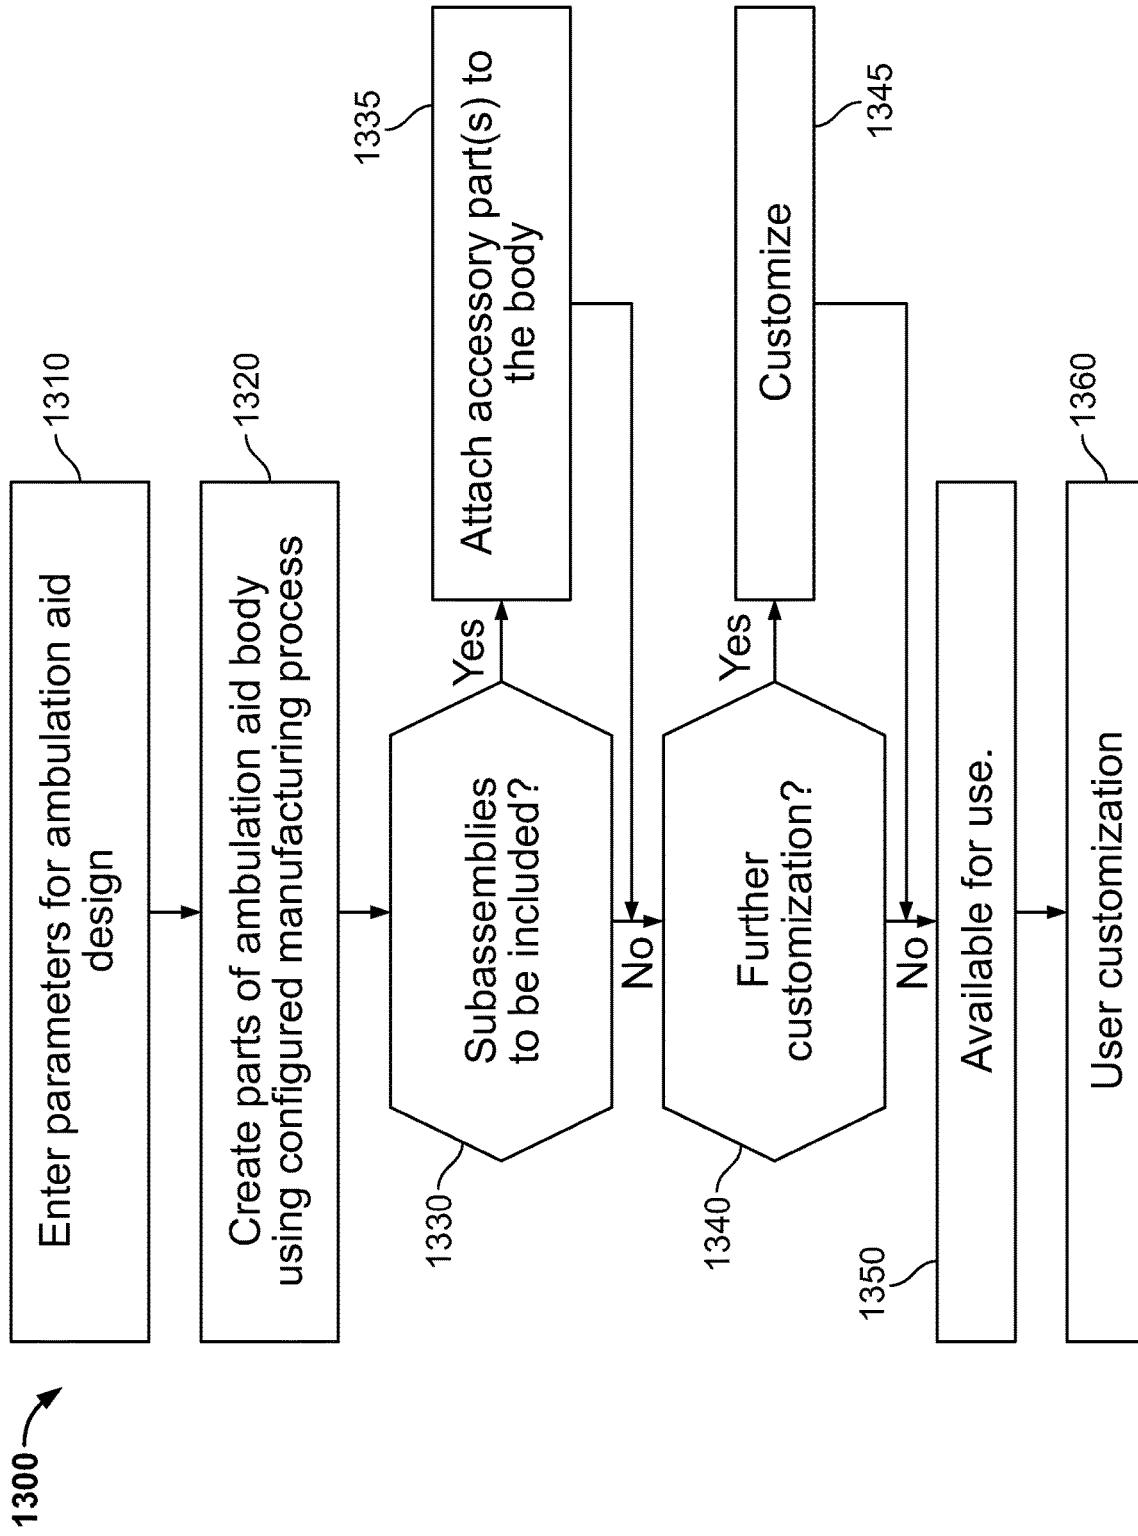 1300
Enter parameters for ambulation aid
design
1310
Create parts of ambulation aid body
using configured manufacturing process
1320
Subassemblies
to be included?
1330
Yes
Attach accessory part(s) to
the body
1335
No
Further
customization?
1340
Yes
Customize
1345
No
Available for use.
1350
User customization
1360